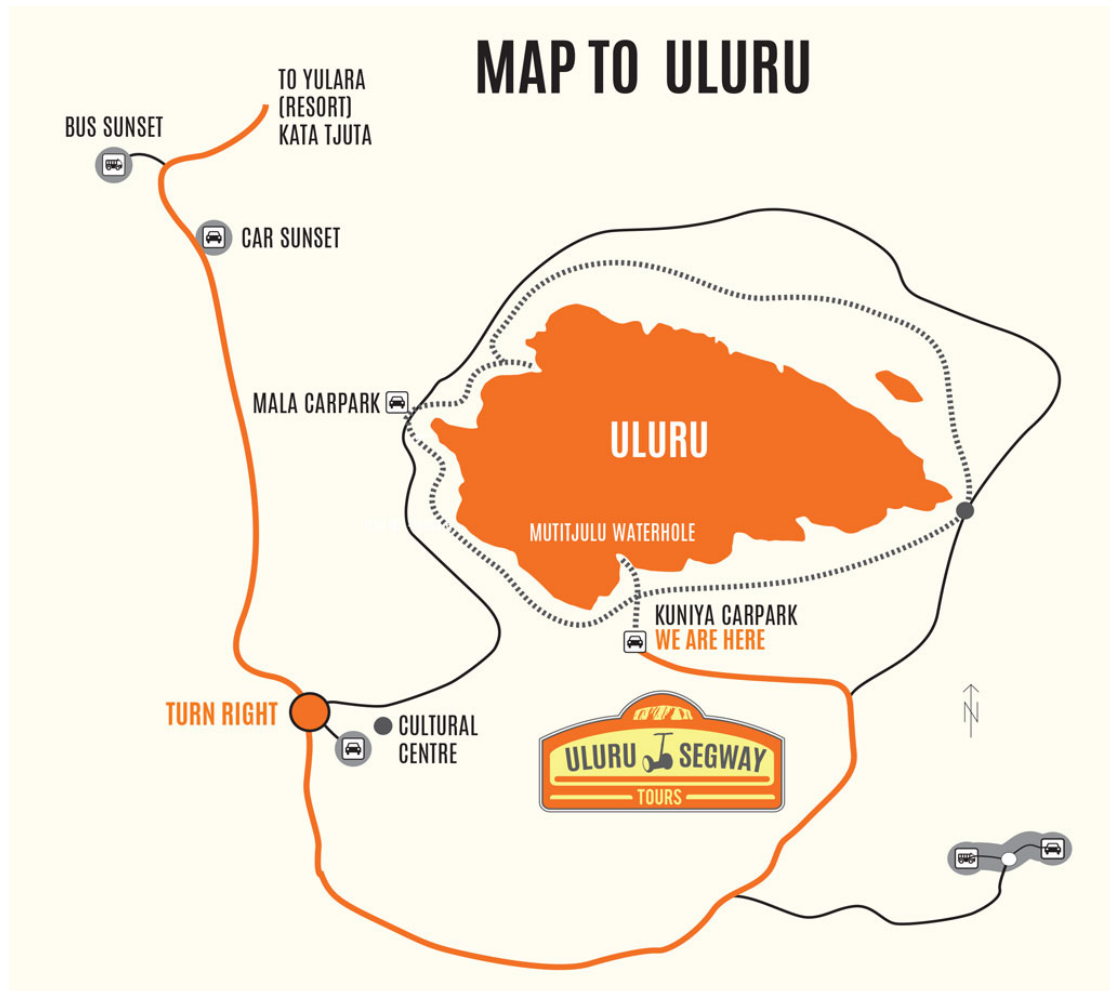 MAP TO ULURU
TO YULARA
(RESORT)
KATA TJUTA
BUS SUNSET
CAR SUNSET
MALA CARPARK
ULURU
MUTITJULU WATERHOLE
KUNIYA CARPARK
WE ARE HERE
TURN RIGHT
CULTURAL
CENTRE
ULURU SEGWAY
TOURS
N